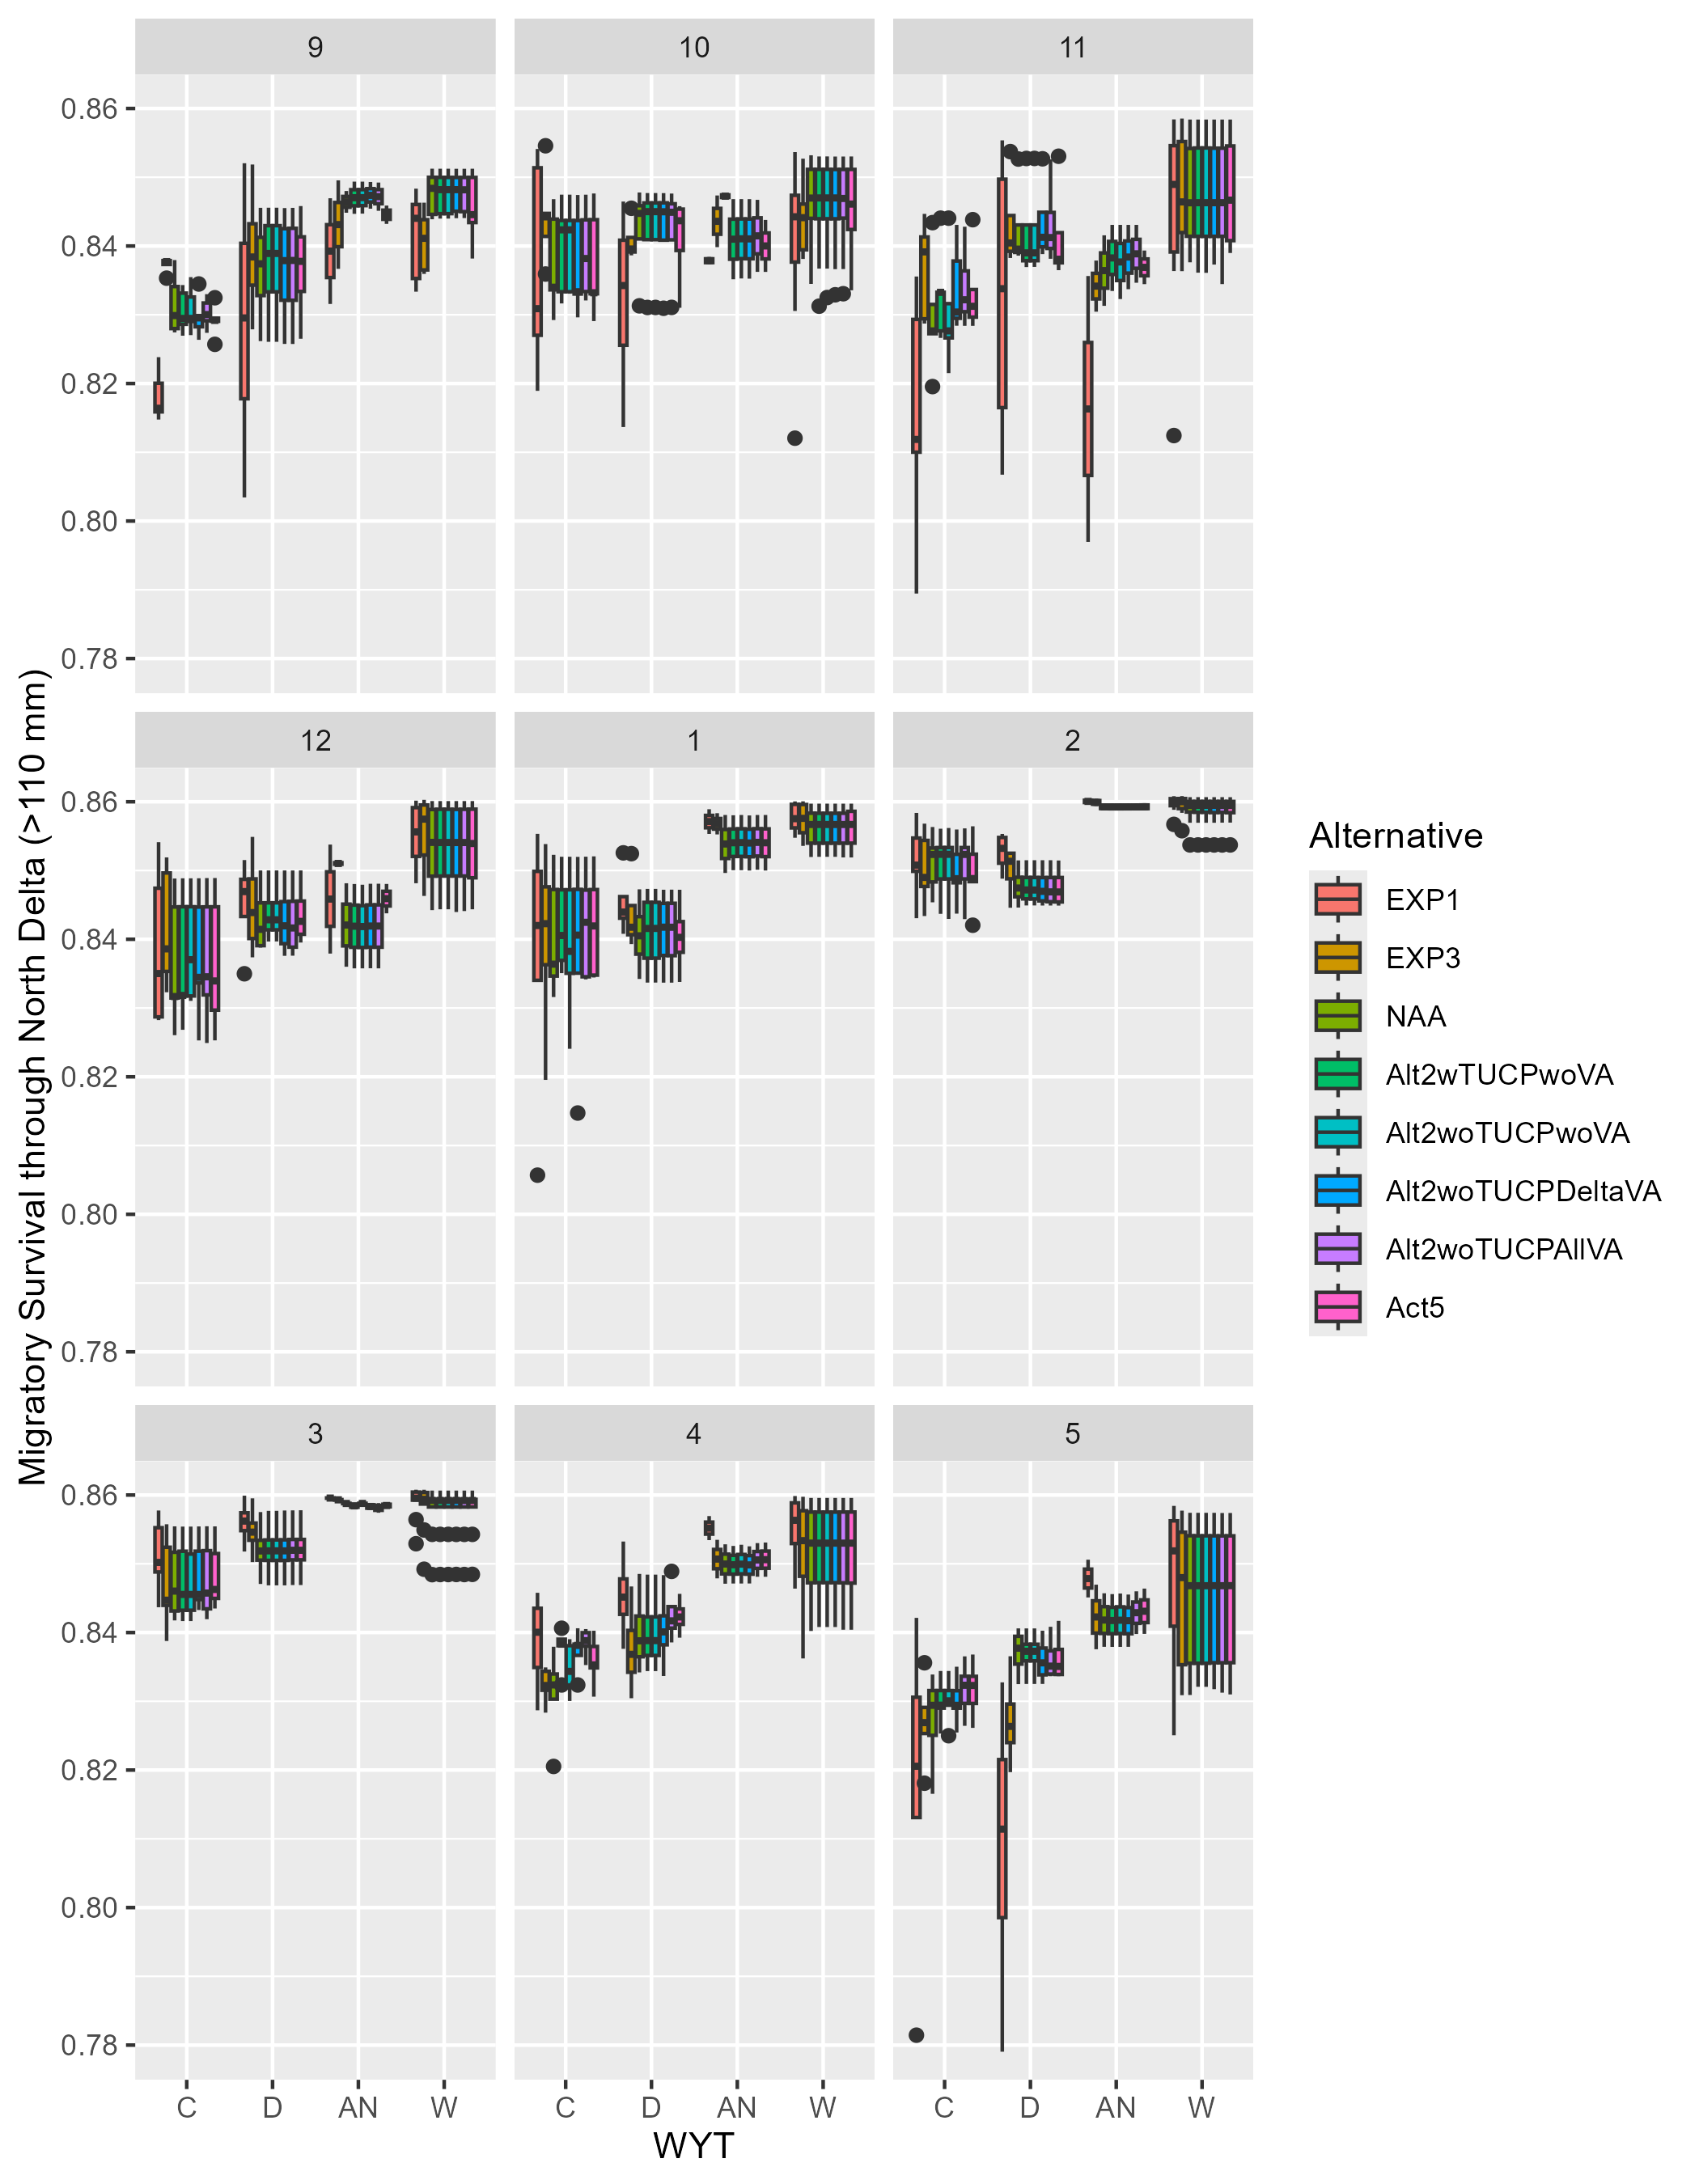 9
10
11
0.86
0.84
0.82
0.80
0.78
12
1
2
0.86
0.84
0.82
0.80
0.78
3
4
5
0.86
0.84
0.82
0.80
0.78
C D AN W
C D AN W
C D AN W
WYT
Migratory Survival through North Delta (>110 mm)
Alternative
EXP1
EXP3
NAA
Alt2wTUCPwoVA
Alt2woTUCPwoVA
Alt2woTUCPDeltaVA
Alt2woTUCPAllVA
Act5